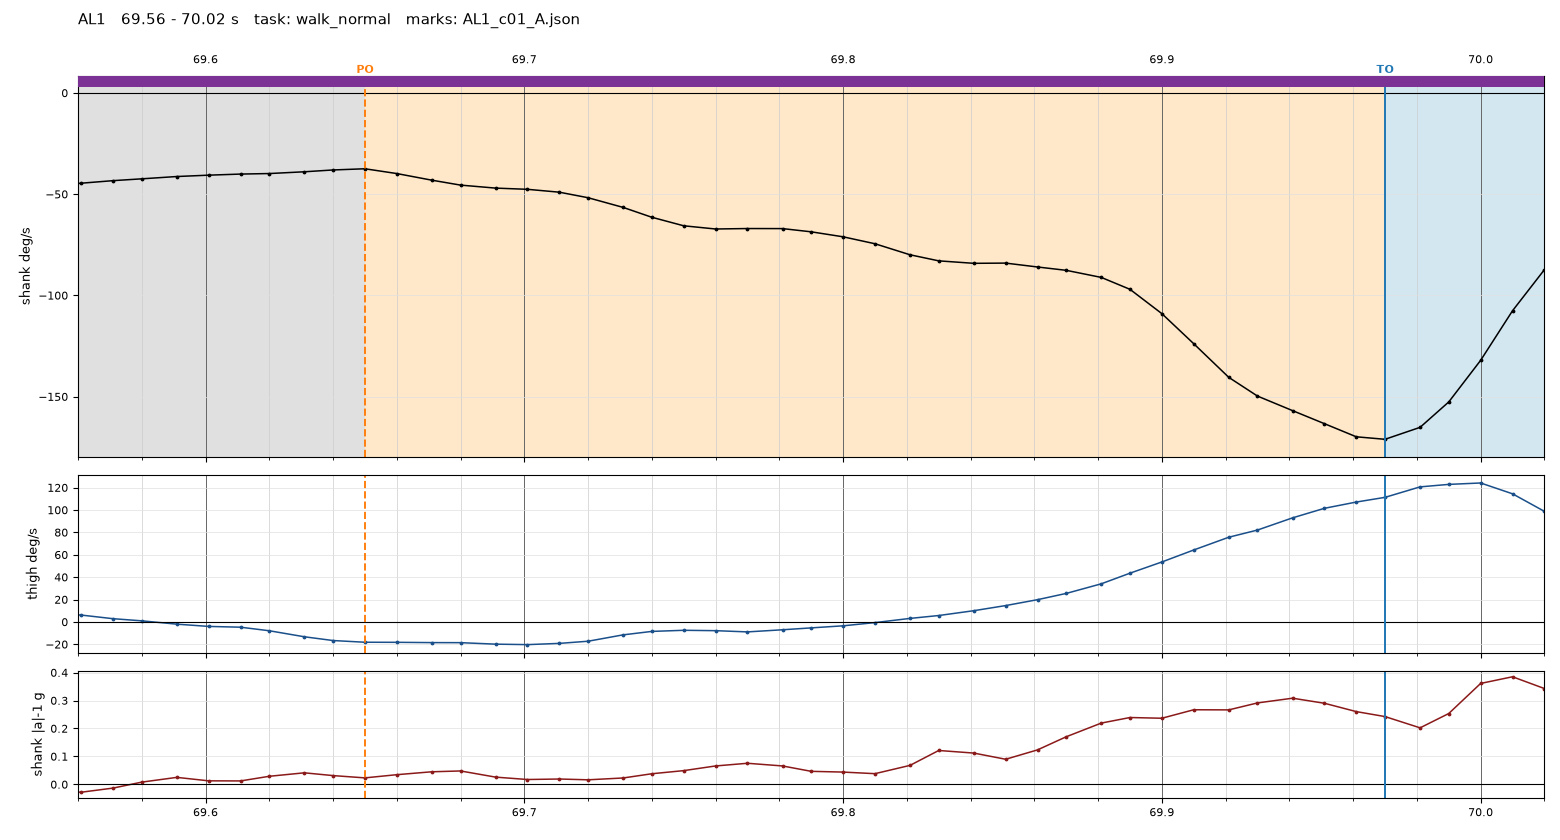 AL1   69.56 - 70.02 s   task: walk_normal   marks: AL1_c01_A.json
69.6 69.7 69.8 69.9 70.0
PO TO
shank deg/s
0
−50
−100
−150
thigh deg/s
120
100
80
60
40
20
0
−20
shank |a|-1 g
0.4
0.3
0.2
0.1
0.0
69.6 69.7 69.8 69.9 70.0